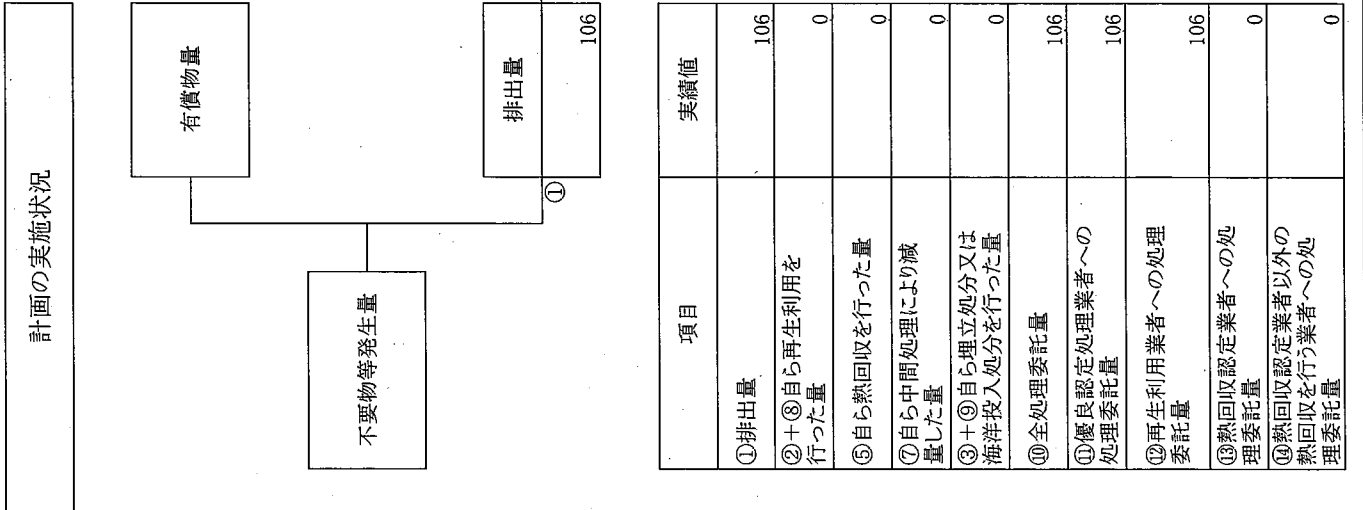 計画の実施状況
有償物量
不要物等発生量
排出量
①
106
項目
実績値
①排出量
106
②+⑧自ら再生利用を
行った量
0
⑤自ら熱回収を行った量
0
⑦自ら中間処理により減
量した量
0
③+⑨自ら埋立処分又は
海洋投入処分を行った量
0
⑩全処理委託量
106
⑪優良認定処理業者への
処理委託量
106
⑫再生利用業者への処理
委託量
106
⑬熱回収認定業者への処
理委託量
0
⑭熱回収認定業者以外の
熱回収を行う業者への処
理委託量
0